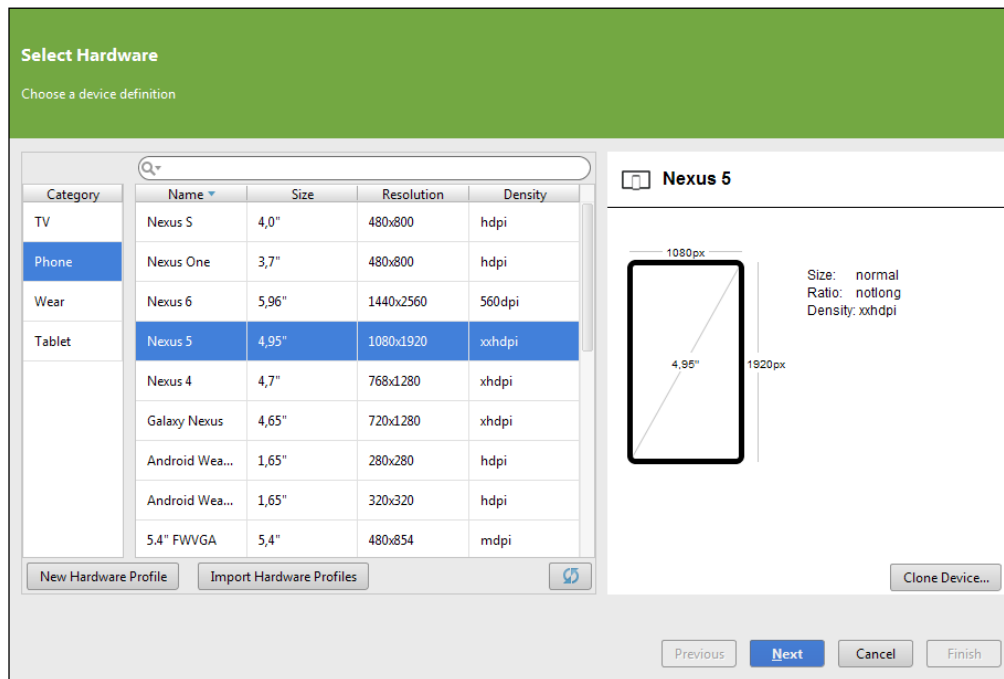 Select Hardware
Choose a device definition
Category
TV
Phone
Wear
Tablet
Name Size Resolution Density
Nexus S 4,0" 480x800 hdpi
Nexus One 3,7" 480x800 hdpi
Nexus 6 5,96" 1440x2560 560dpi
Nexus 5 4,95" 1080x1920 xxhdpi
Nexus 4 4,7" 768x1280 xhdpi
Galaxy Nexus 4,65" 720x1280 xhdpi
Android Wea... 1,65" 280x280 hdpi
Android Wea... 1,65" 320x320 hdpi
5.4" FWVGA 5,4" 480x854 mdpi
New Hardware Profile Import Hardware Profiles
Nexus 5
1080px
4,95"
1920px
Size: normal
Ratio: notlong
Density: xxhdpi
Clone Device...
Previous Next Cancel Finish